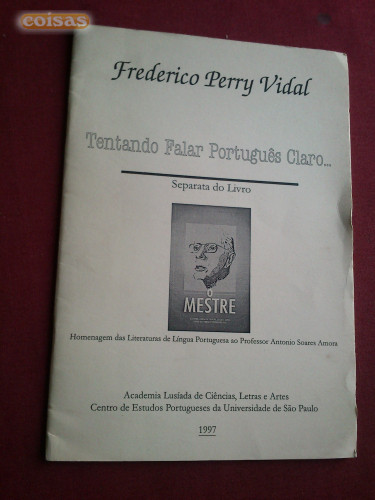 coisas
Frederico Perry Vidal
Tentando Falar Português Claro...
Separata do Livro
O
MESTRE
Homenagem das Literaturas de Língua Portuguesa ao Professor Antonio Soares Amora
Academia Lusíada de Ciências, Letras e Artes
Centro de Estudos Portugueses da Universidade de São Paulo
1997